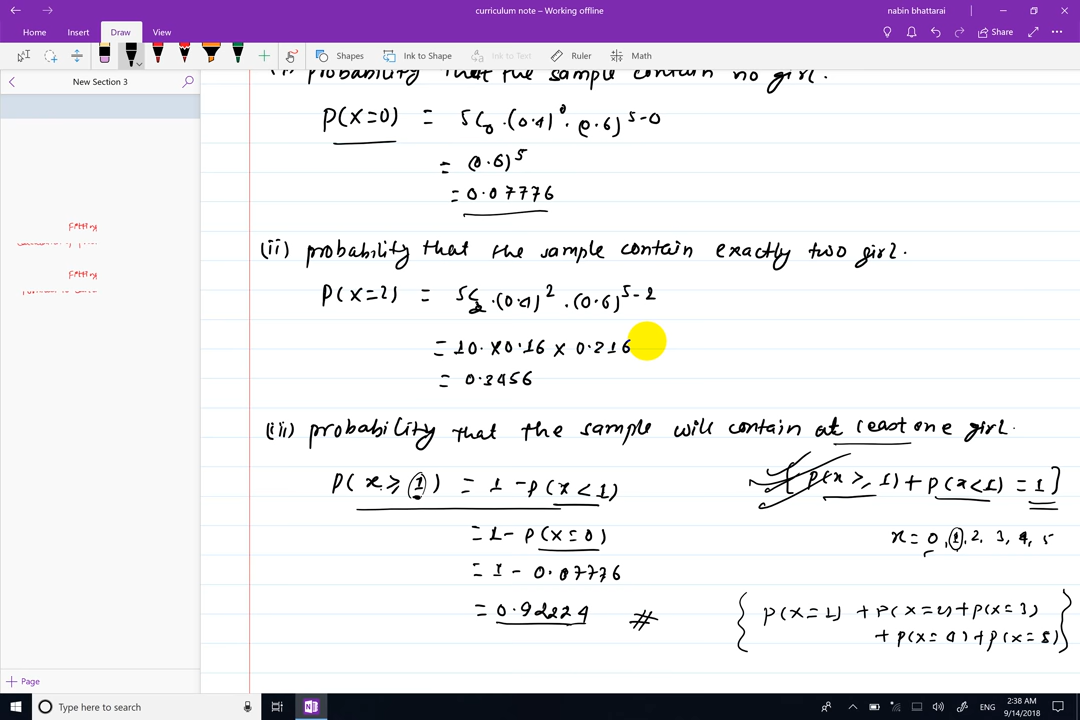 curriculum note – Working offline
nabin bhattarai
Home Insert Draw View
Share
Shapes Ink to Shape Ink to Text Ruler Math
New Section 3
probability that the sample contain no girl.
P(X=0) = 5C0 · (0.4)^0 · (0.6)^5-0
= (0.6)^5
= 0.07776
(ii) probability that the sample contain exactly two girl.
P(X=2) = 5C2 · (0.4)^2 · (0.6)^5-2
= 10 · × 0.16 × 0.216
= 0.3456
(iii) probability that the sample will contain at least one girl.
P(x ≥ 1) = 1 - P(x < 1) [P(x ≥ 1) + P(x < 1) = 1]
= 1 - P(x=0) x = 0, 1, 2, 3, 4, 5
= 1 - 0.07776
= 0.92224 # { P(X=1) + P(X=2) + P(X=3)
+ P(X=4) + P(X=5) }
Fitting
Fitting
Page
Type here to search
ENG
2:38 AM
9/14/2018